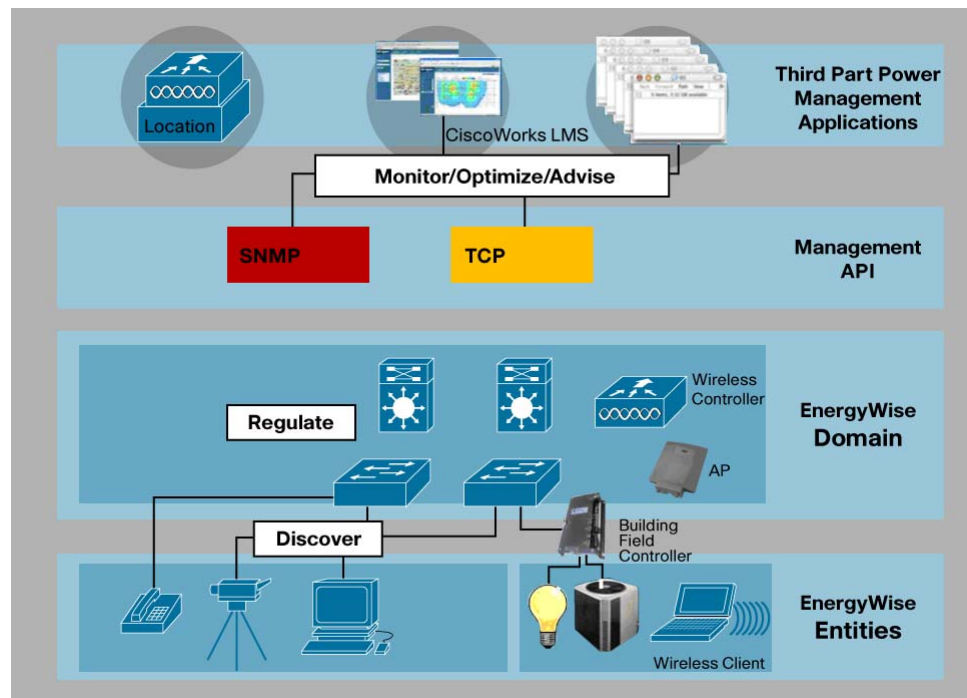 Location
CiscoWorks LMS
Third Part Power
Management
Applications
Monitor/Optimize/Advise
SNMP
TCP
Management
API
Wireless
Controller
Regulate
EnergyWise
Domain
AP
Building
Field
Controller
Discover
EnergyWise
Entities
Wireless Client